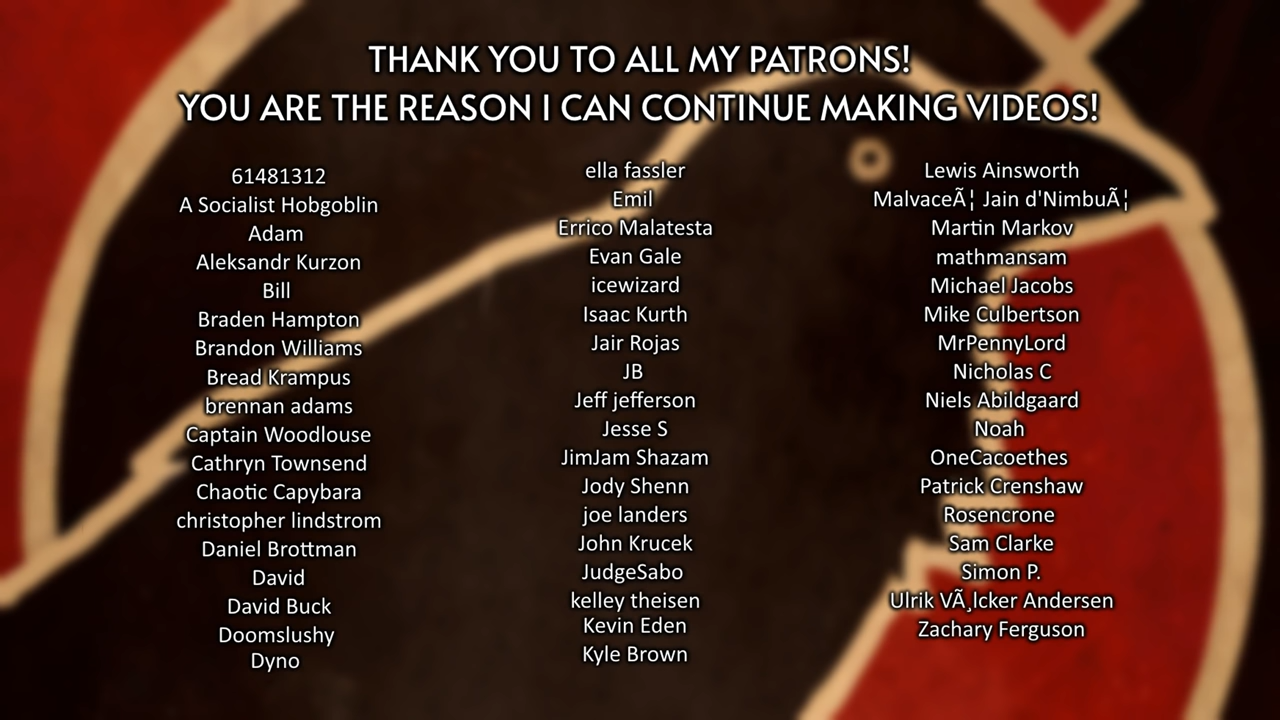 THANK YOU TO ALL MY PATRONS!
YOU ARE THE REASON I CAN CONTINUE MAKING VIDEOS!
61481312
A Socialist Hobgoblin
Adam
Aleksandr Kurzon
Bill
Braden Hampton
Brandon Williams
Bread Krampus
brennan adams
Captain Woodlouse
Cathryn Townsend
Chaotic Capybara
christopher lindstrom
Daniel Brottman
David
David Buck
Doomslushy
Dyno
ella fassler
Emil
Errico Malatesta
Evan Gale
icewizard
Isaac Kurth
Jair Rojas
JB
Jeff jefferson
Jesse S
JimJam Shazam
Jody Shenn
joe landers
John Krucek
JudgeSabo
kelley theisen
Kevin Eden
Kyle Brown
Lewis Ainsworth
MalvaceÃ¦ Jain d'NimbuÃ¦
Martin Markov
mathmansam
Michael Jacobs
Mike Culbertson
MrPennyLord
Nicholas C
Niels Abildgaard
Noah
OneCacoethes
Patrick Crenshaw
Rosencrone
Sam Clarke
Simon P.
Ulrik VÃ¸lcker Andersen
Zachary Ferguson